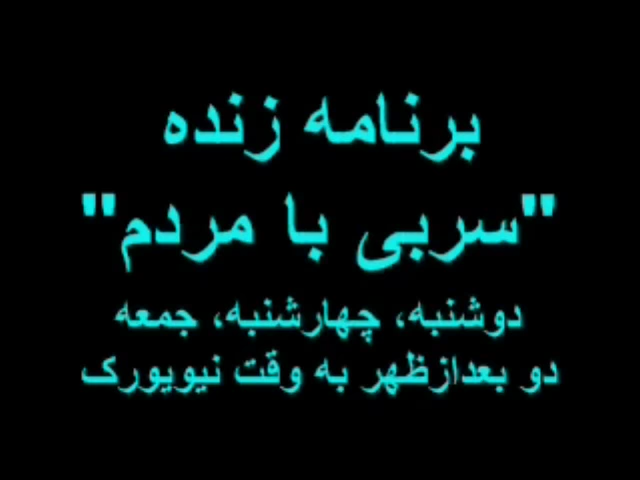 برنامه زنده
"سربی با مردم"
دوشنبه، چهارشنبه، جمعه
دو بعدازظهر به وقت نیویورک